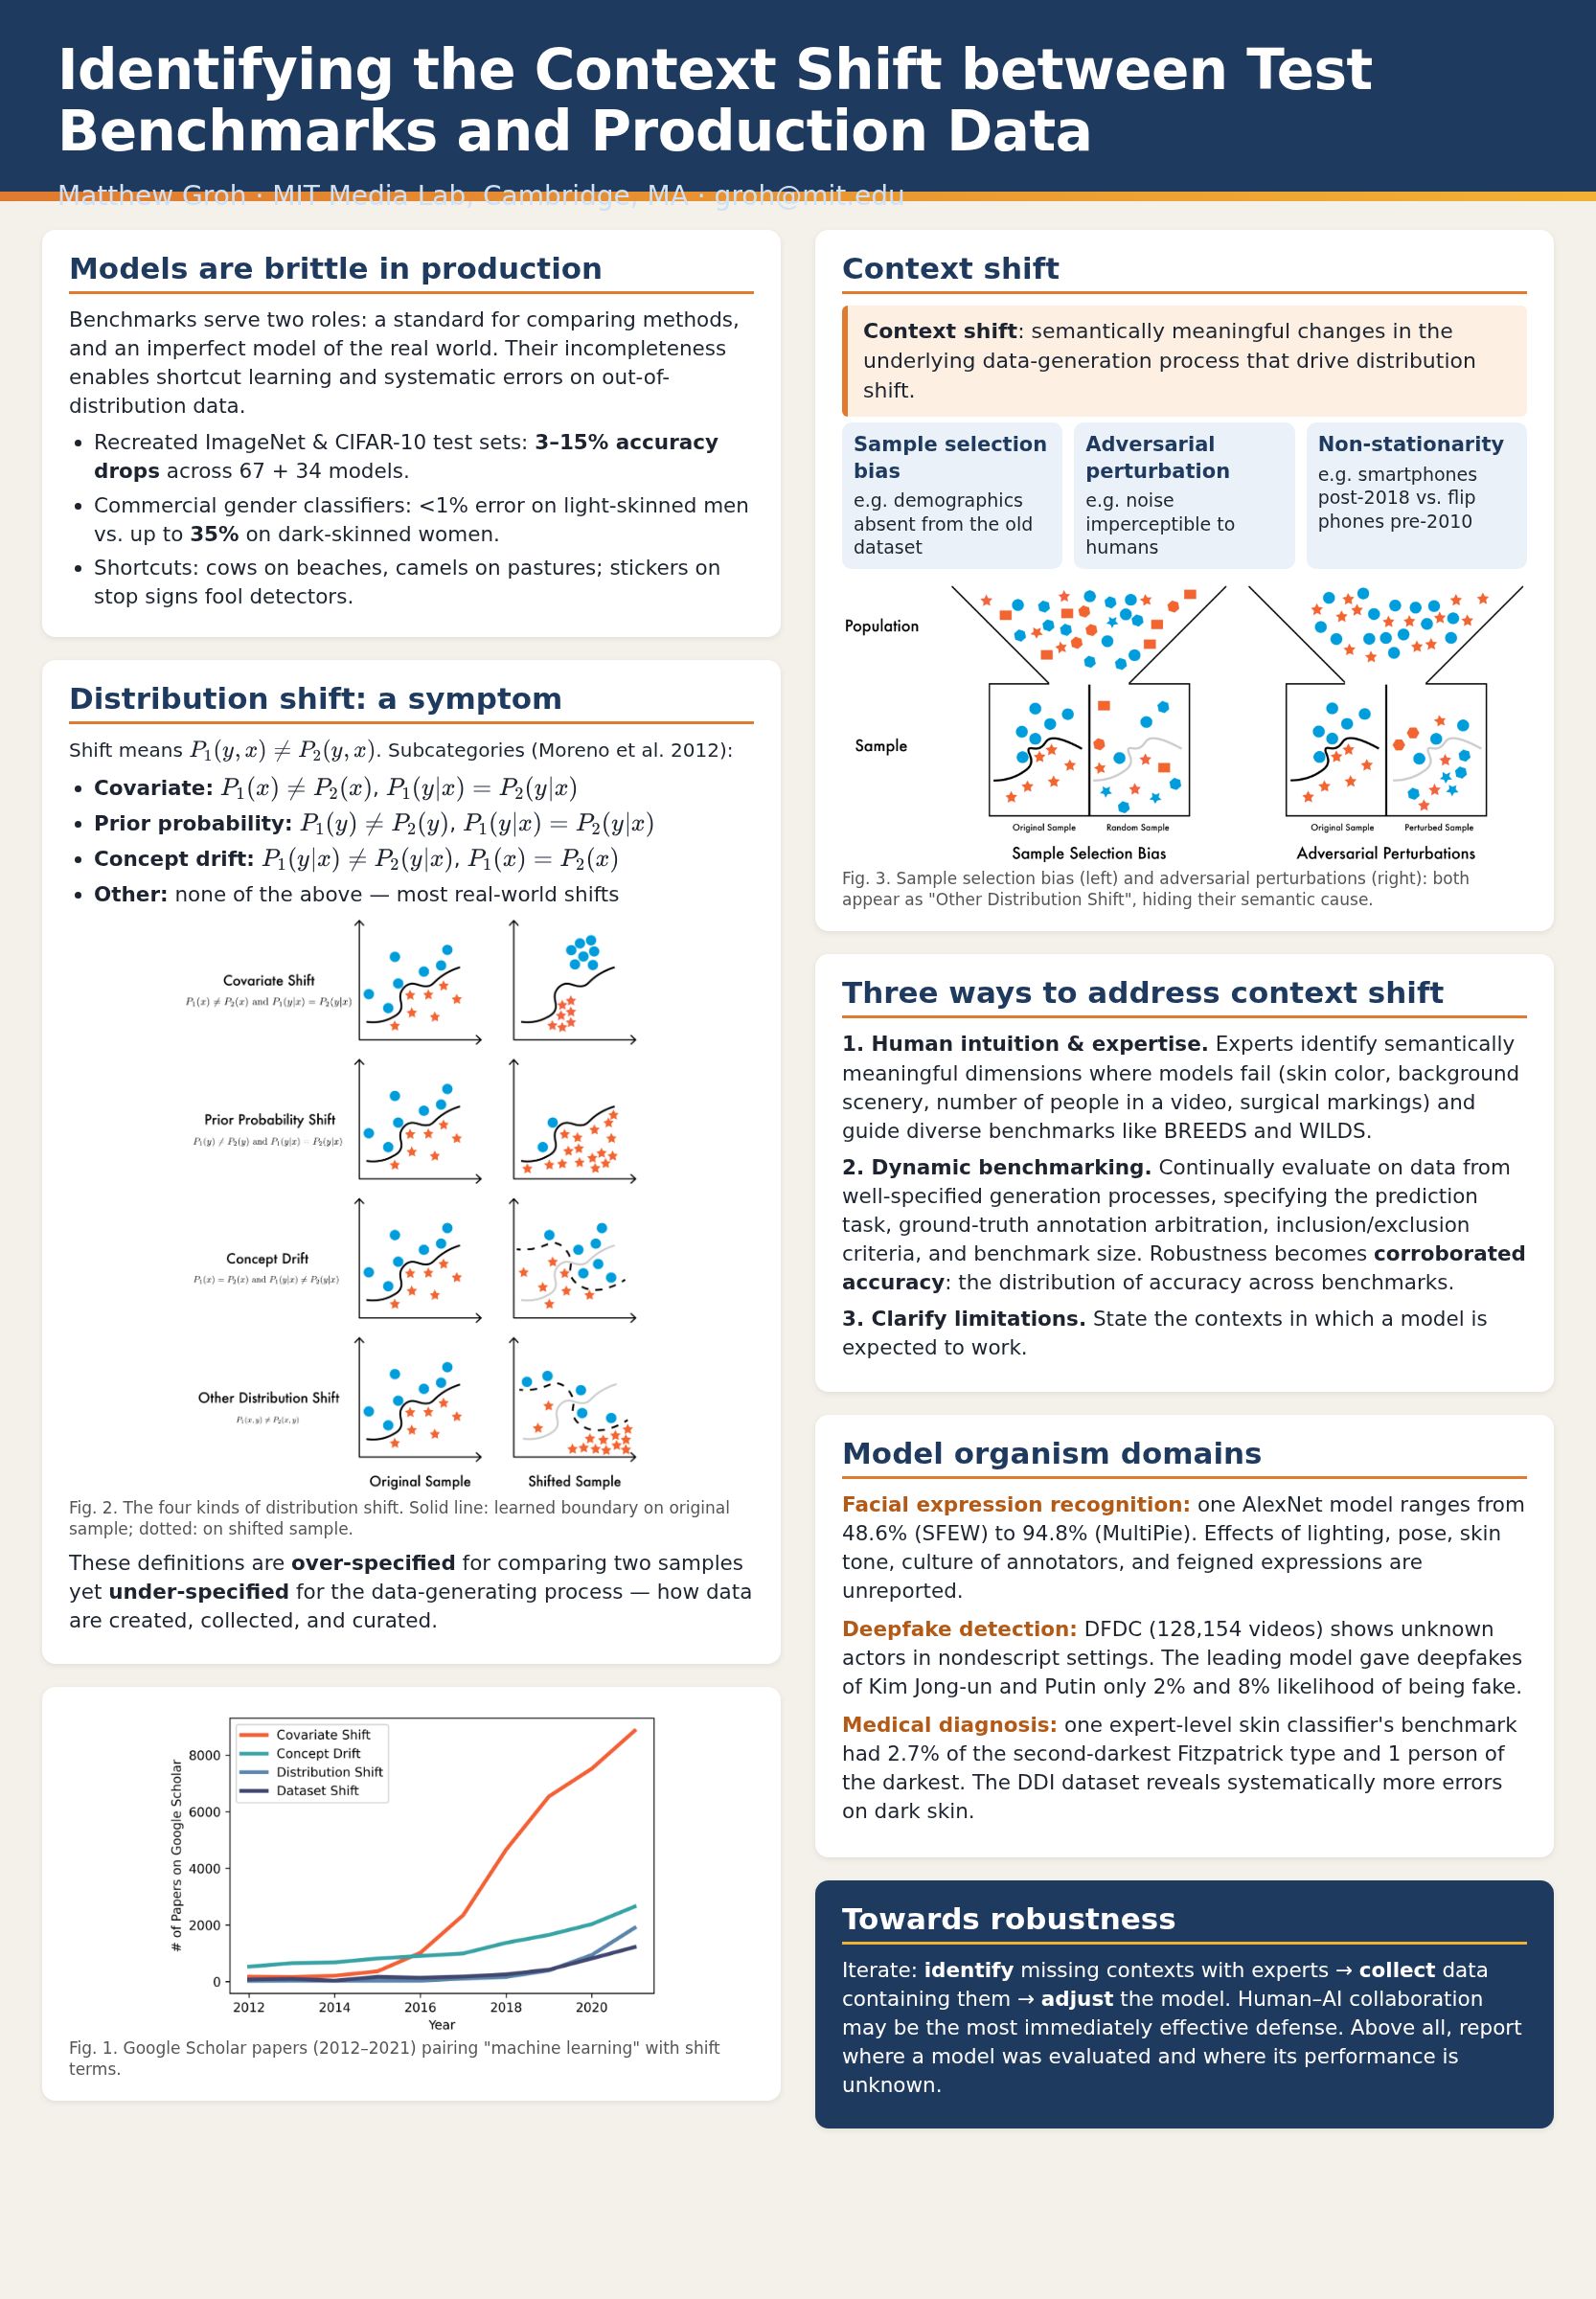 Identifying the Context Shift between Test
Benchmarks and Production Data
Matthew Groh · MIT Media Lab, Cambridge, MA · groh@mit.edu
Models are brittle in production
Benchmarks serve two roles: a standard for comparing methods,
and an imperfect model of the real world. Their incompleteness
enables shortcut learning and systematic errors on out-of-
distribution data.
• Recreated ImageNet & CIFAR-10 test sets: 3–15% accuracy
drops across 67 + 34 models.
• Commercial gender classifiers: <1% error on light-skinned men
vs. up to 35% on dark-skinned women.
• Shortcuts: cows on beaches, camels on pastures; stickers on
stop signs fool detectors.
Distribution shift: a symptom
Shift means P₁(y, x) ≠ P₂(y, x). Subcategories (Moreno et al. 2012):
• Covariate: P₁(x) ≠ P₂(x), P₁(y|x) = P₂(y|x)
• Prior probability: P₁(y) ≠ P₂(y), P₁(y|x) = P₂(y|x)
• Concept drift: P₁(y|x) ≠ P₂(y|x), P₁(x) = P₂(x)
• Other: none of the above — most real-world shifts
Covariate Shift
P₁(x) ≠ P₂(x) and P₁(y|x) = P₂(y|x)
Prior Probability Shift
P₁(y) ≠ P₂(y) and P₁(y|x) = P₂(y|x)
Concept Drift
P₁(x) = P₂(x) and P₁(y|x) ≠ P₂(y|x)
Other Distribution Shift
P₁(x, y) ≠ P₂(x, y)
Original Sample Shifted Sample
Fig. 2. The four kinds of distribution shift. Solid line: learned boundary on original
sample; dotted: on shifted sample.
These definitions are over-specified for comparing two samples
yet under-specified for the data-generating process — how data
are created, collected, and curated.
Covariate Shift
Concept Drift
Distribution Shift
Dataset Shift
# of Papers on Google Scholar
8000
6000
4000
2000
0
2012 2014 2016 2018 2020
Year
Fig. 1. Google Scholar papers (2012–2021) pairing "machine learning" with shift
terms.
Context shift
Context shift: semantically meaningful changes in the
underlying data-generation process that drive distribution
shift.
Sample selection
bias
e.g. demographics
absent from the old
dataset
Adversarial
perturbation
e.g. noise
imperceptible to
humans
Non-stationarity
e.g. smartphones
post-2018 vs. flip
phones pre-2010
Population
Sample
Original Sample Random Sample Original Sample Perturbed Sample
Sample Selection Bias Adversarial Perturbations
Fig. 3. Sample selection bias (left) and adversarial perturbations (right): both
appear as "Other Distribution Shift", hiding their semantic cause.
Three ways to address context shift
1. Human intuition & expertise. Experts identify semantically
meaningful dimensions where models fail (skin color, background
scenery, number of people in a video, surgical markings) and
guide diverse benchmarks like BREEDS and WILDS.
2. Dynamic benchmarking. Continually evaluate on data from
well-specified generation processes, specifying the prediction
task, ground-truth annotation arbitration, inclusion/exclusion
criteria, and benchmark size. Robustness becomes corroborated
accuracy: the distribution of accuracy across benchmarks.
3. Clarify limitations. State the contexts in which a model is
expected to work.
Model organism domains
Facial expression recognition: one AlexNet model ranges from
48.6% (SFEW) to 94.8% (MultiPie). Effects of lighting, pose, skin
tone, culture of annotators, and feigned expressions are
unreported.
Deepfake detection: DFDC (128,154 videos) shows unknown
actors in nondescript settings. The leading model gave deepfakes
of Kim Jong-un and Putin only 2% and 8% likelihood of being fake.
Medical diagnosis: one expert-level skin classifier's benchmark
had 2.7% of the second-darkest Fitzpatrick type and 1 person of
the darkest. The DDI dataset reveals systematically more errors
on dark skin.
Towards robustness
Iterate: identify missing contexts with experts → collect data
containing them → adjust the model. Human–AI collaboration
may be the most immediately effective defense. Above all, report
where a model was evaluated and where its performance is
unknown.